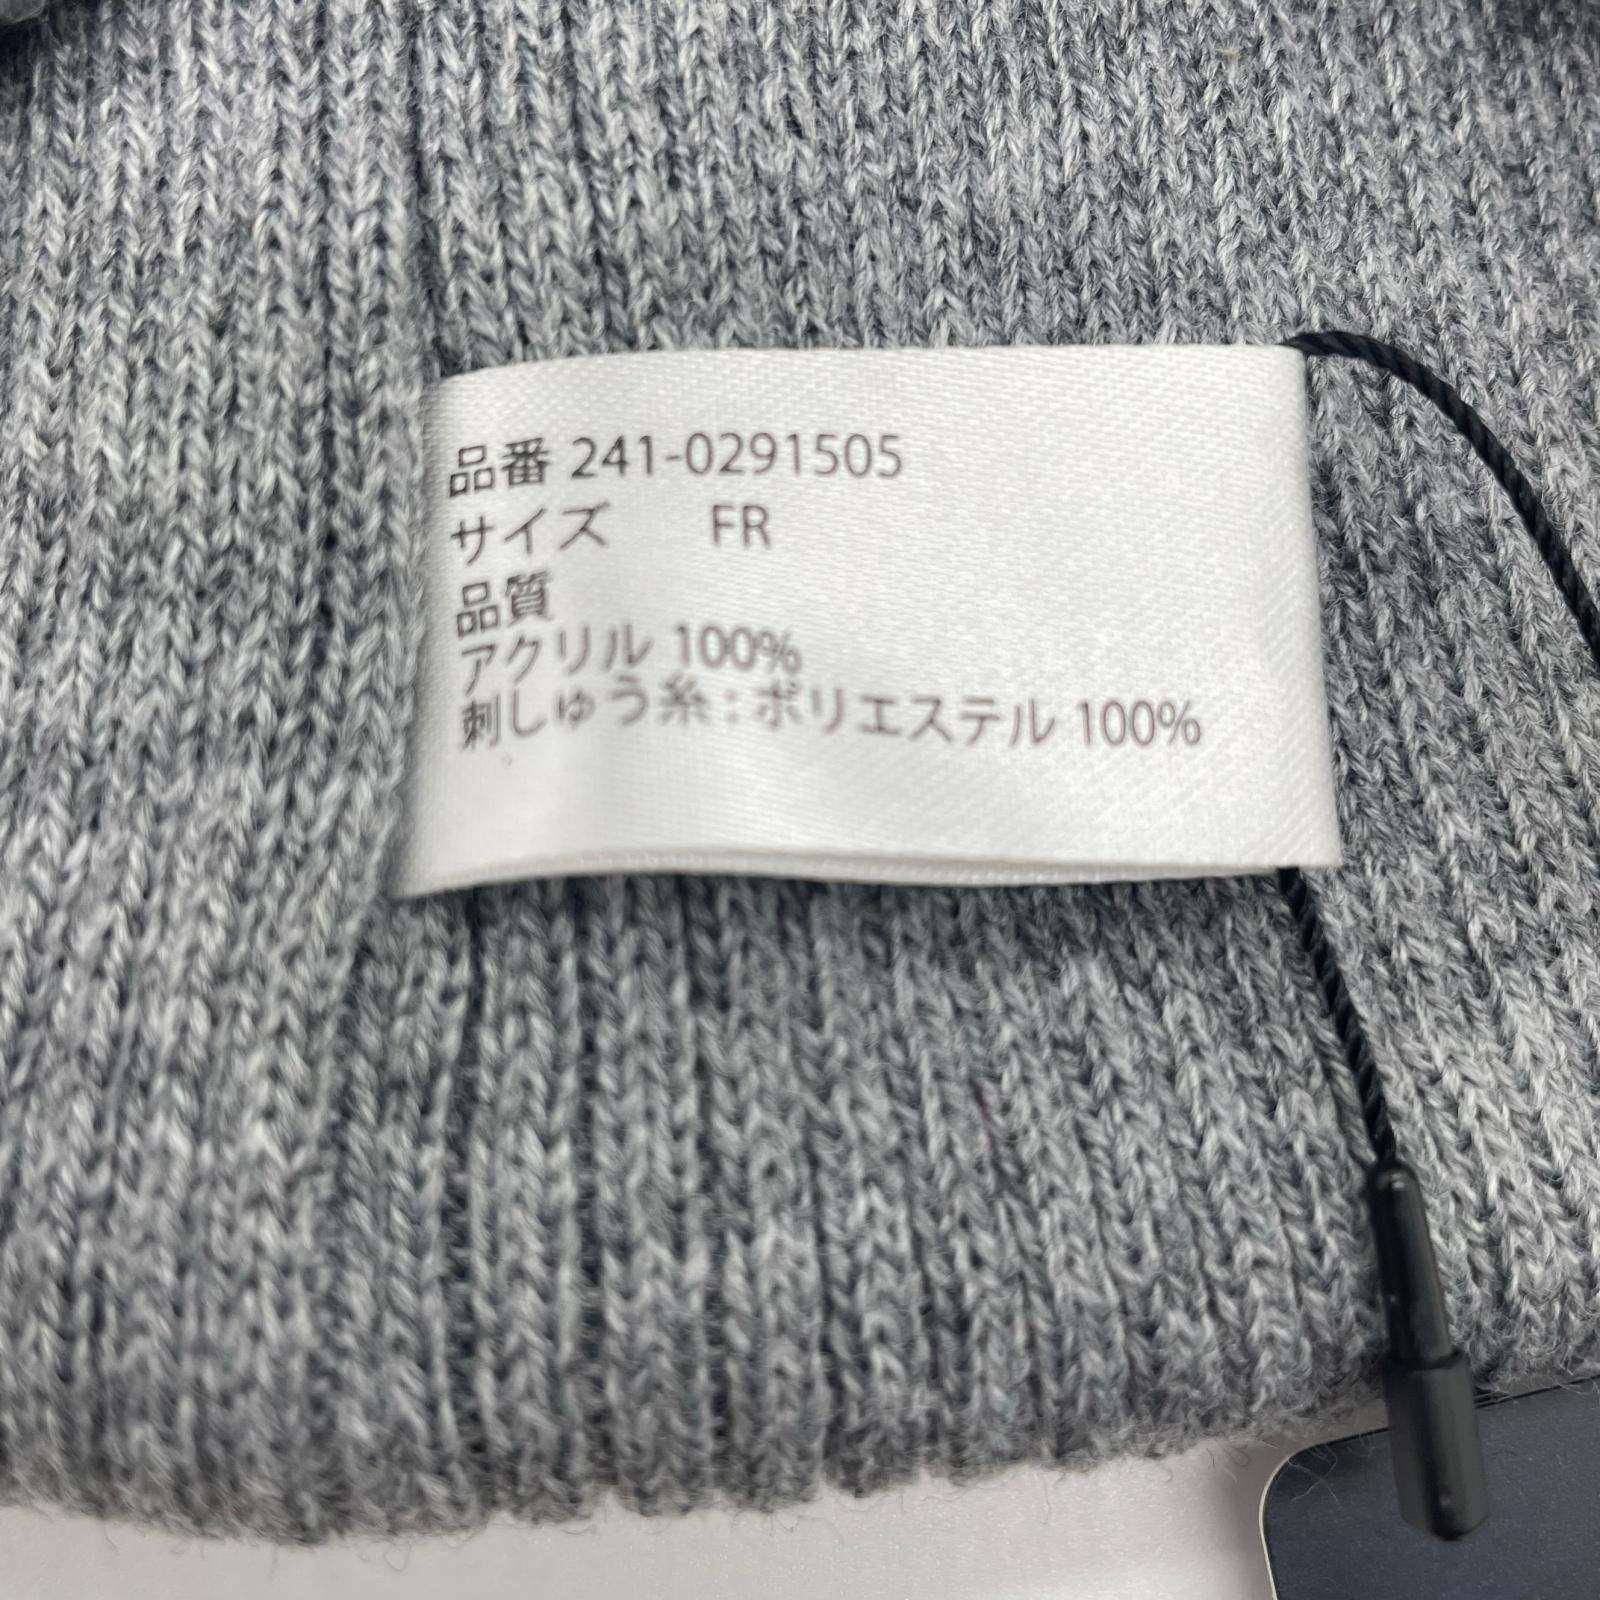 品番 241-0291505
サイズ FR
品質
アクリル 100%
刺しゅう糸 : ポリエステル 100%